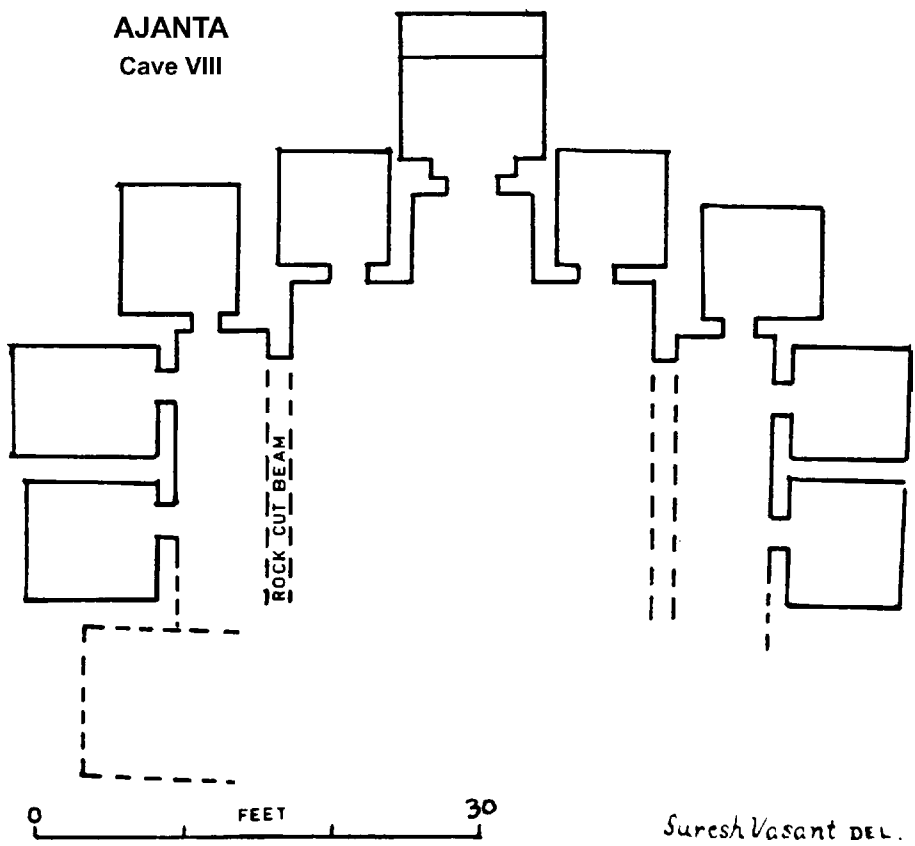 AJANTA
Cave VIII
ROCK CUT BEAM
0 FEET 30
Suresh Vasant DEL.